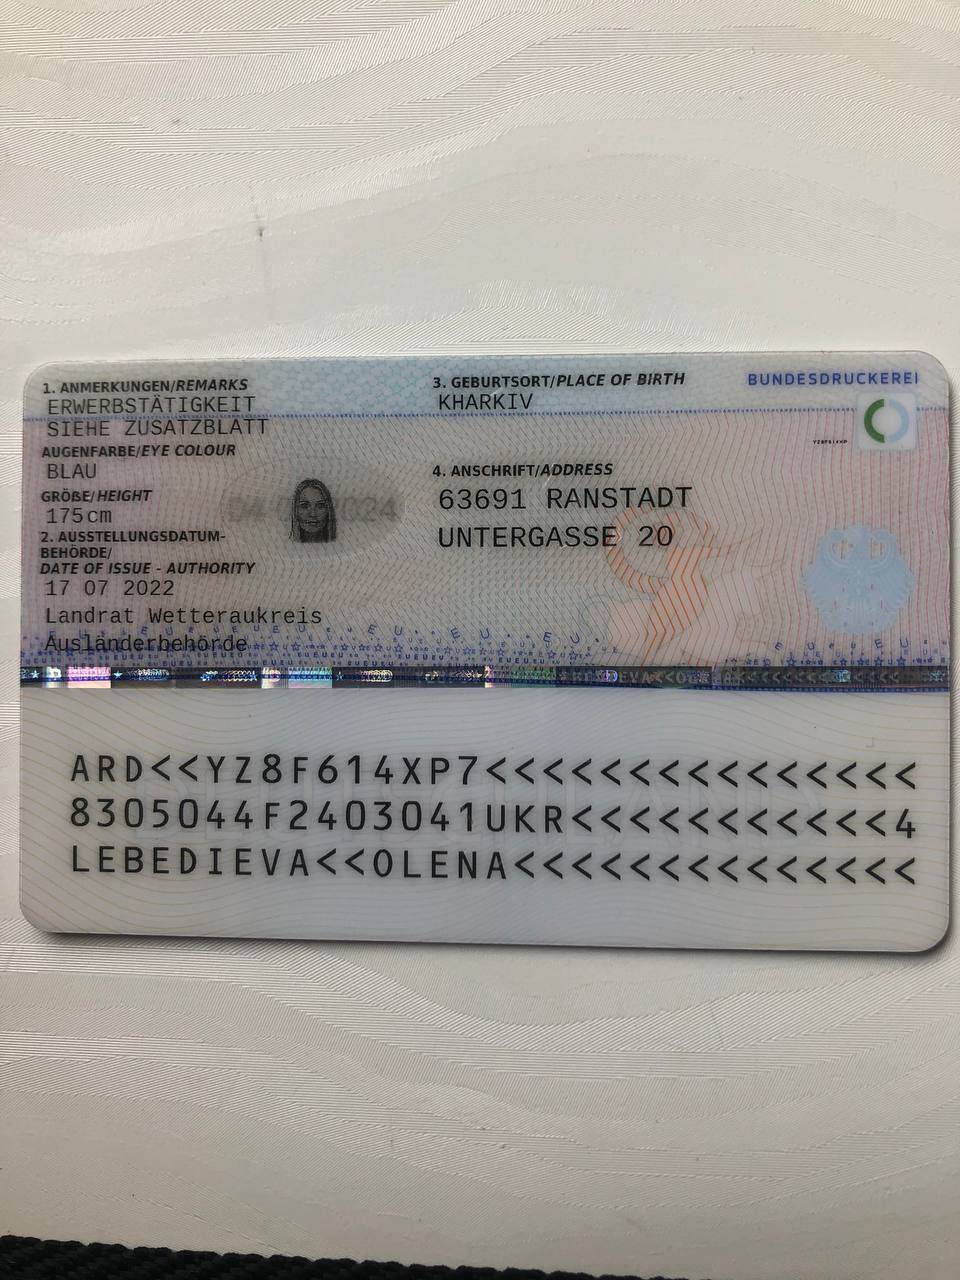 1. ANMERKUNGEN/REMARKS
ERWERBSTÄTIGKEIT
SIEHE ZUSATZBLATT
AUGENFARBE/EYE COLOUR
BLAU
GRÖßE/HEIGHT
175cm
2. AUSSTELLUNGSDATUM-
BEHÖRDE/
DATE OF ISSUE - AUTHORITY
17 07 2022
Landrat Wetteraukreis
Ausländerbehörde
3. GEBURTSORT/PLACE OF BIRTH
KHARKIV
4. ANSCHRIFT/ADDRESS
63691 RANSTADT
UNTERGASSE 20
BUNDESDRUCKEREI
ARD<<YZ8F614XP7<<<<<<<<<<<<<<<
8305044F2403041UKR<<<<<<<<<<<4
LEBEDIEVA<<OLENA<<<<<<<<<<<<<<